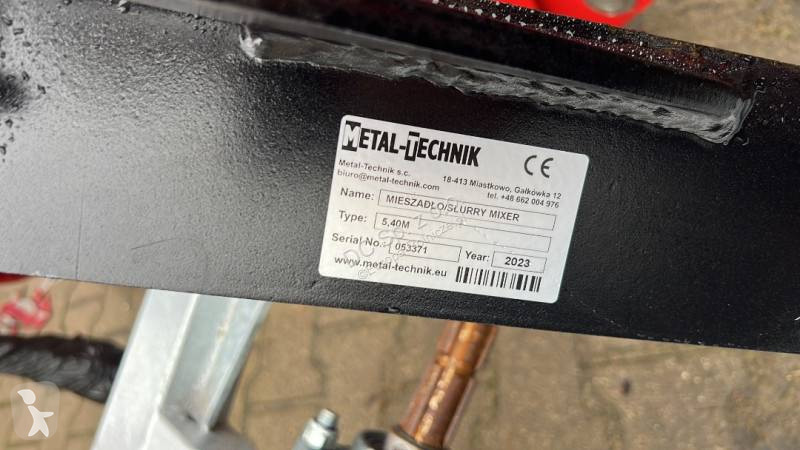 METAL-TECHNIK
CE
Metal-Technik s.c.
18-413 Miastkowo, Gałkówka 12
biuro@metal-technik.com
tel. +48 662 004 976
Name: MIESZADŁO/SLURRY MIXER
Type: 5,40M
Serial No. 053371 Year: 2023
www.metal-technik.eu